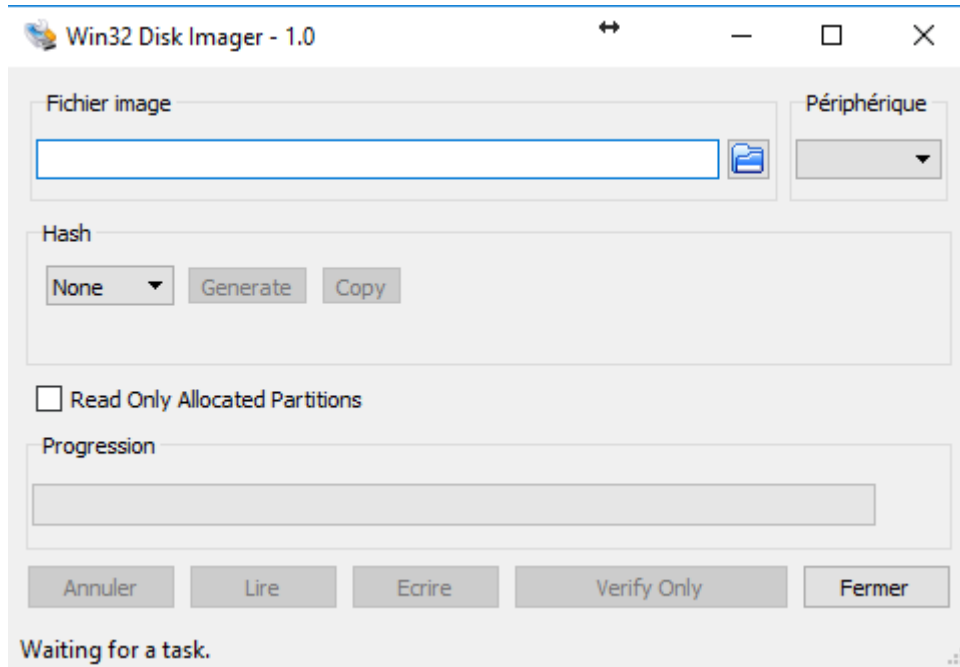 Win32 Disk Imager - 1.0
Fichier image
Périphérique
Hash
None Generate Copy
Read Only Allocated Partitions
Progression
Annuler Lire Ecrire Verify Only Fermer
Waiting for a task.